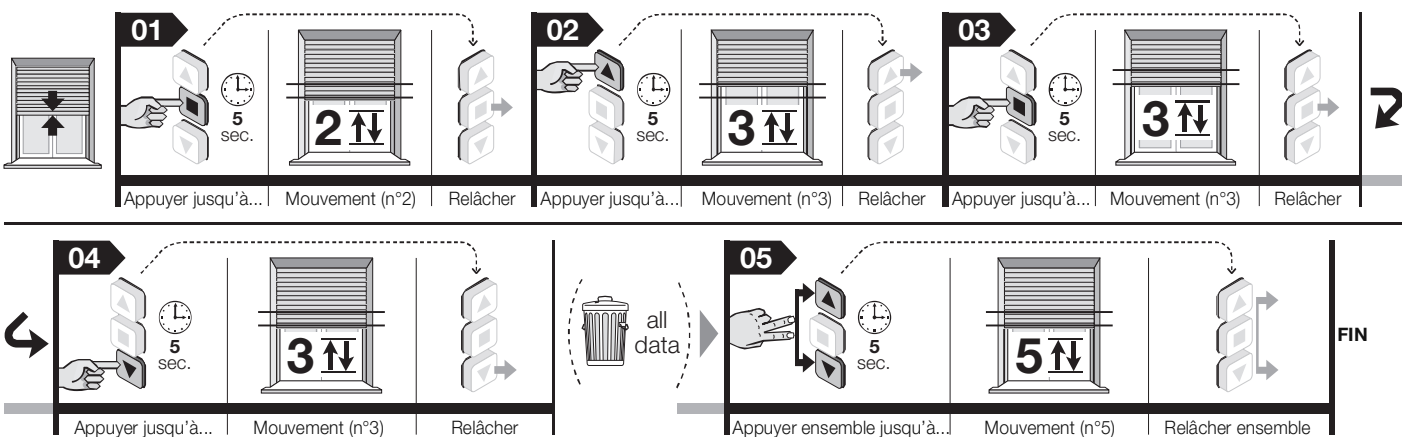 01
5
sec.
2
Appuyer jusqu'à...
Mouvement (n°2)
Relâcher
02
5
sec.
3
Appuyer jusqu'à...
Mouvement (n°3)
Relâcher
03
5
sec.
3
Appuyer jusqu'à...
Mouvement (n°3)
Relâcher
04
5
sec.
3
Appuyer jusqu'à...
Mouvement (n°3)
Relâcher
all
data
05
5
sec.
5
Appuyer ensemble jusqu'à...
Mouvement (n°5)
Relâcher ensemble
FIN